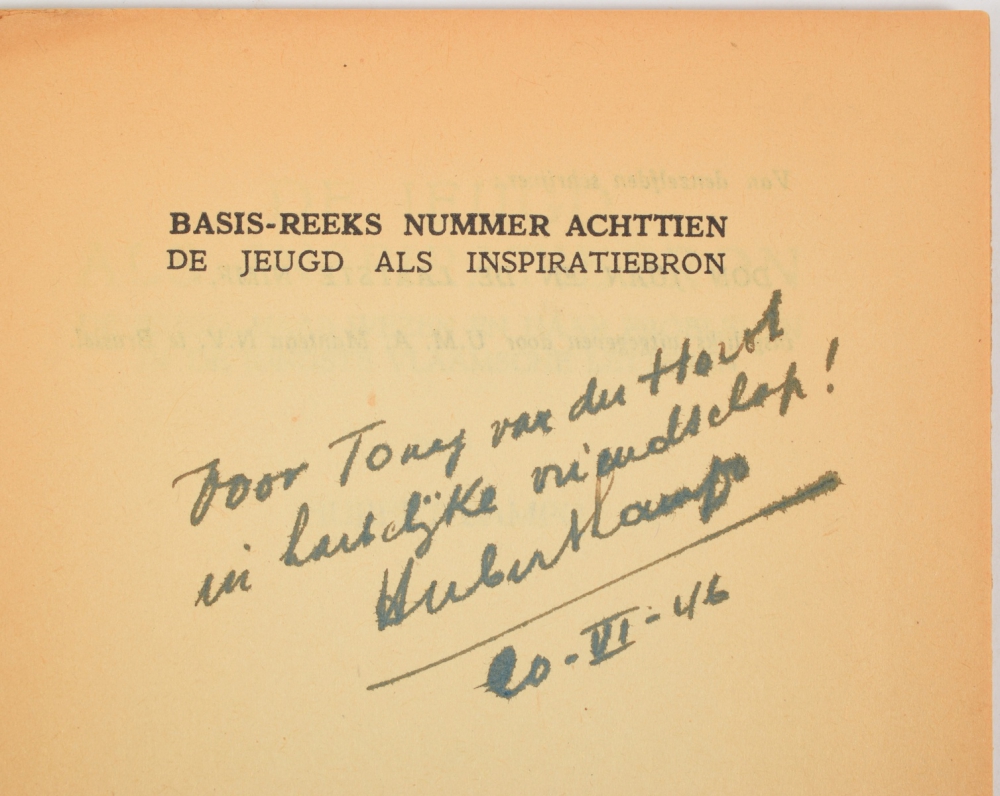 BASIS-REEKS NUMMER ACHTTIEN
DE JEUGD ALS INSPIRATIEBRON
Voor Toney van der Horst
in hartelijke vriendschap!
Hubert Lampo
20-VI-46